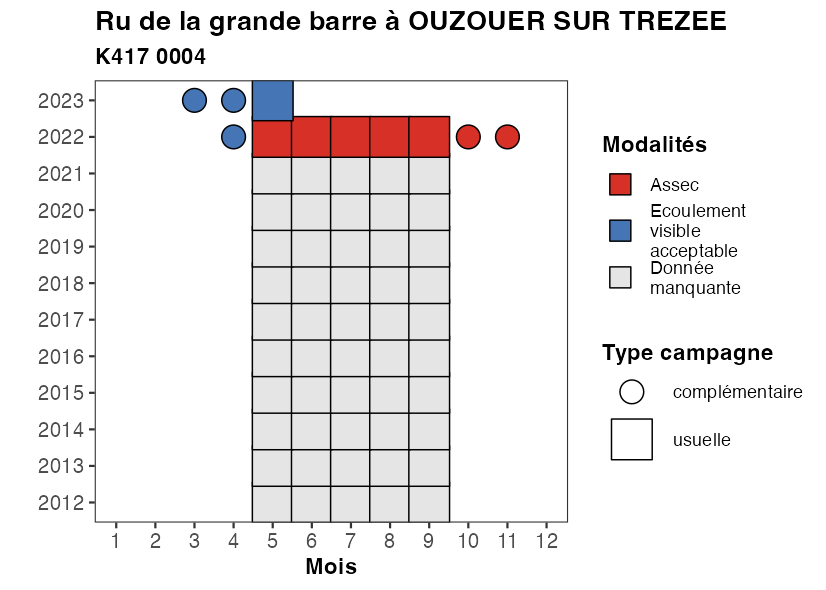 Ru de la grande barre à OUZOUER SUR TREZEE
K417 0004
2023
2022
2021
2020
2019
2018
2017
2016
2015
2014
2013
2012
1 2 3 4 5 6 7 8 9 10 11 12
Mois
Modalités
Assec
Ecoulement
visible
acceptable
Donnée
manquante
Type campagne
complémentaire
usuelle